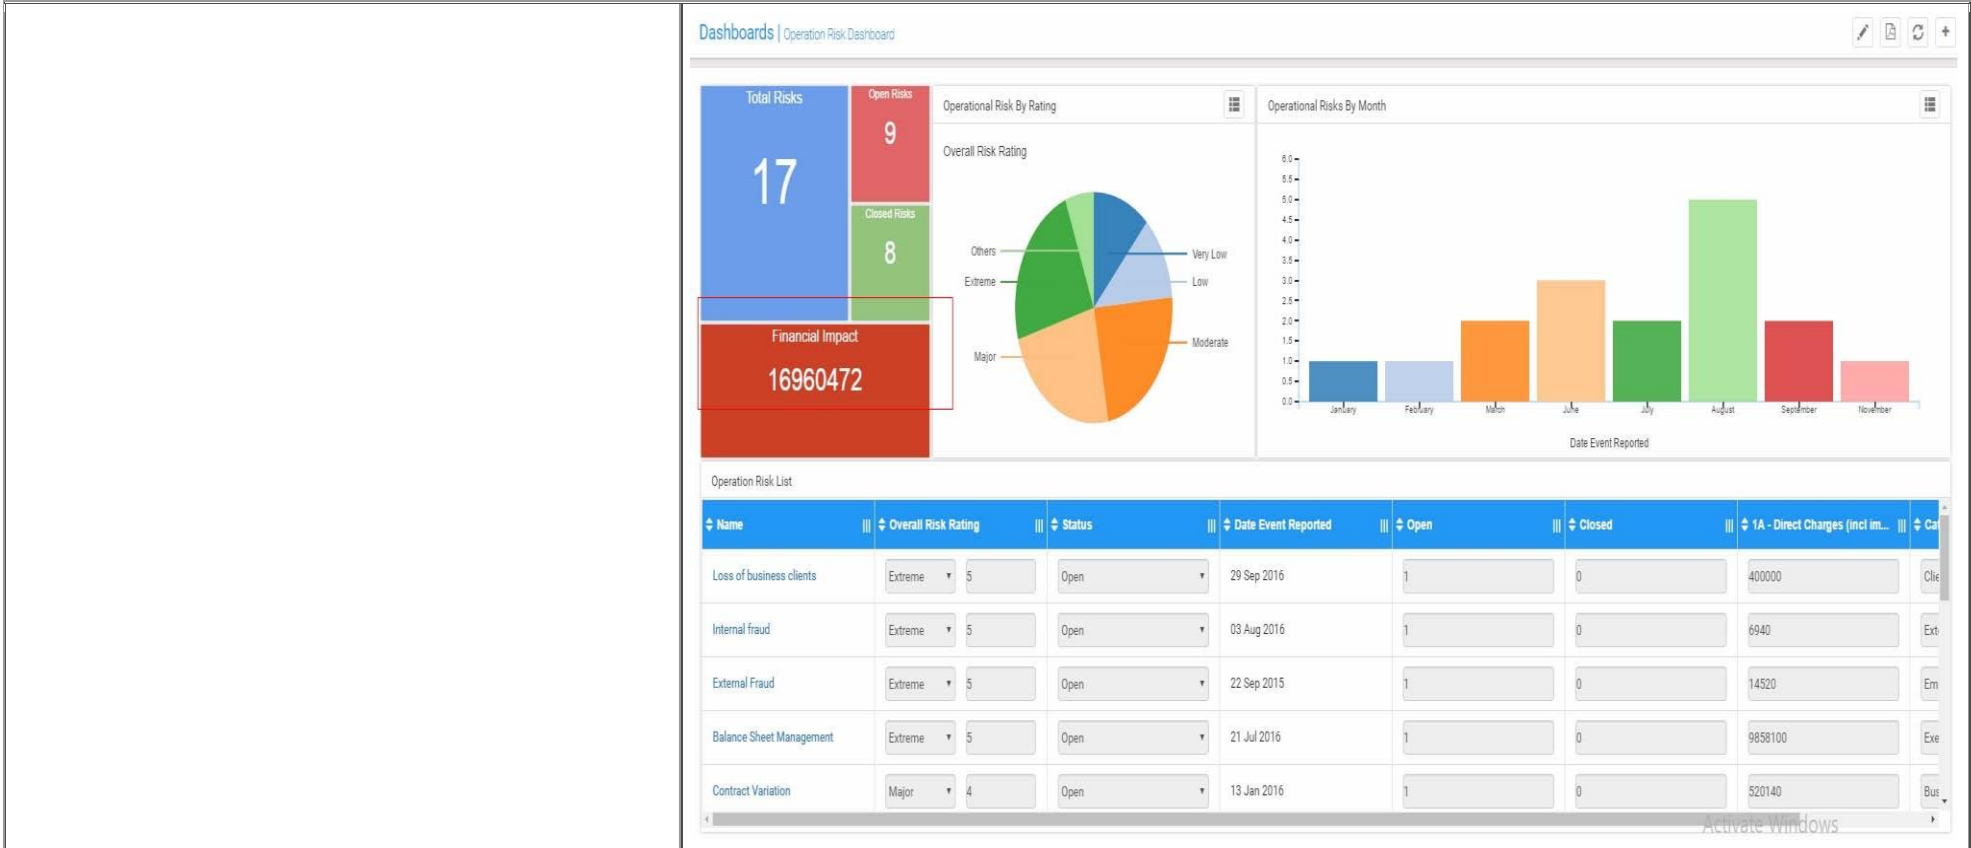 Dashboards | Operation Risk Dashboard
Total Risks
17
Open Risks
9
Closed Risks
8
Financial Impact
16960472
Operational Risk By Rating
Overall Risk Rating
Others
Extreme
Major
Very Low
Low
Moderate
Operational Risks By Month
6.0
5.5
5.0
4.5
4.0
3.5
3.0
2.5
2.0
1.5
1.0
0.5
0.0
January February March June July August September November
Date Event Reported
Operation Risk List
Name Overall Risk Rating Status Date Event Reported Open Closed 1A - Direct Charges (incl im... Cat
Loss of business clients Extreme 5 Open 29 Sep 2016 1 0 400000 Clie
Internal fraud Extreme 5 Open 03 Aug 2016 1 0 6940 Ext
External Fraud Extreme 5 Open 22 Sep 2015 1 0 14520 Em
Balance Sheet Management Extreme 5 Open 21 Jul 2016 1 0 9858100 Exe
Contract Variation Major 4 Open 13 Jan 2016 1 0 520140 Bus
Activate Windows